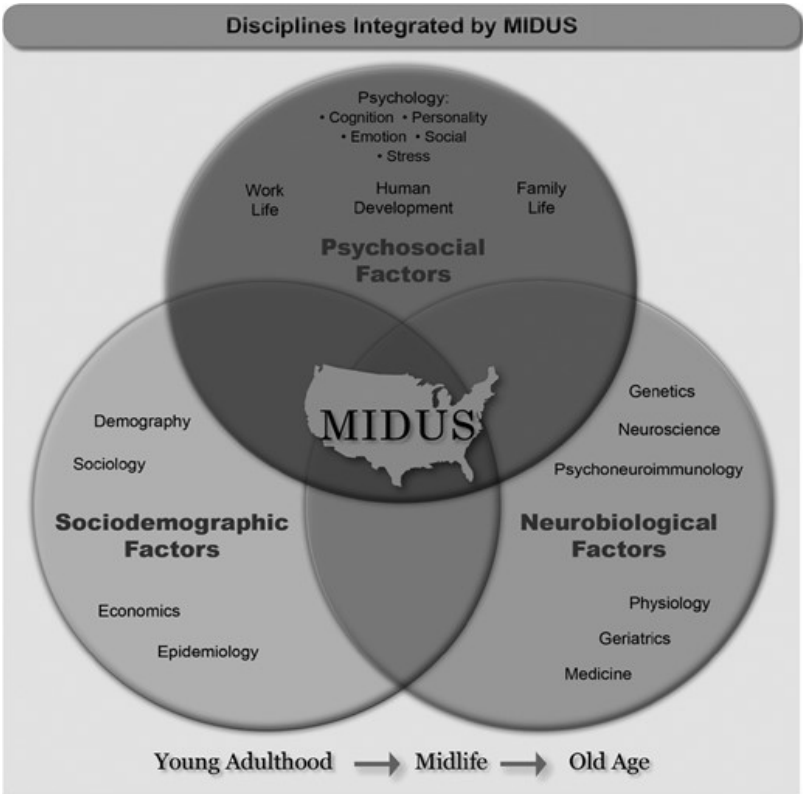 Disciplines Integrated by MIDUS
Psychology:
• Cognition • Personality
• Emotion • Social
• Stress
Work
Life
Human
Development
Family
Life
Psychosocial
Factors
MIDUS
Demography
Sociology
Sociodemographic
Factors
Economics
Epidemiology
Genetics
Neuroscience
Psychoneuroimmunology
Neurobiological
Factors
Physiology
Geriatrics
Medicine
Young Adulthood → Midlife → Old Age